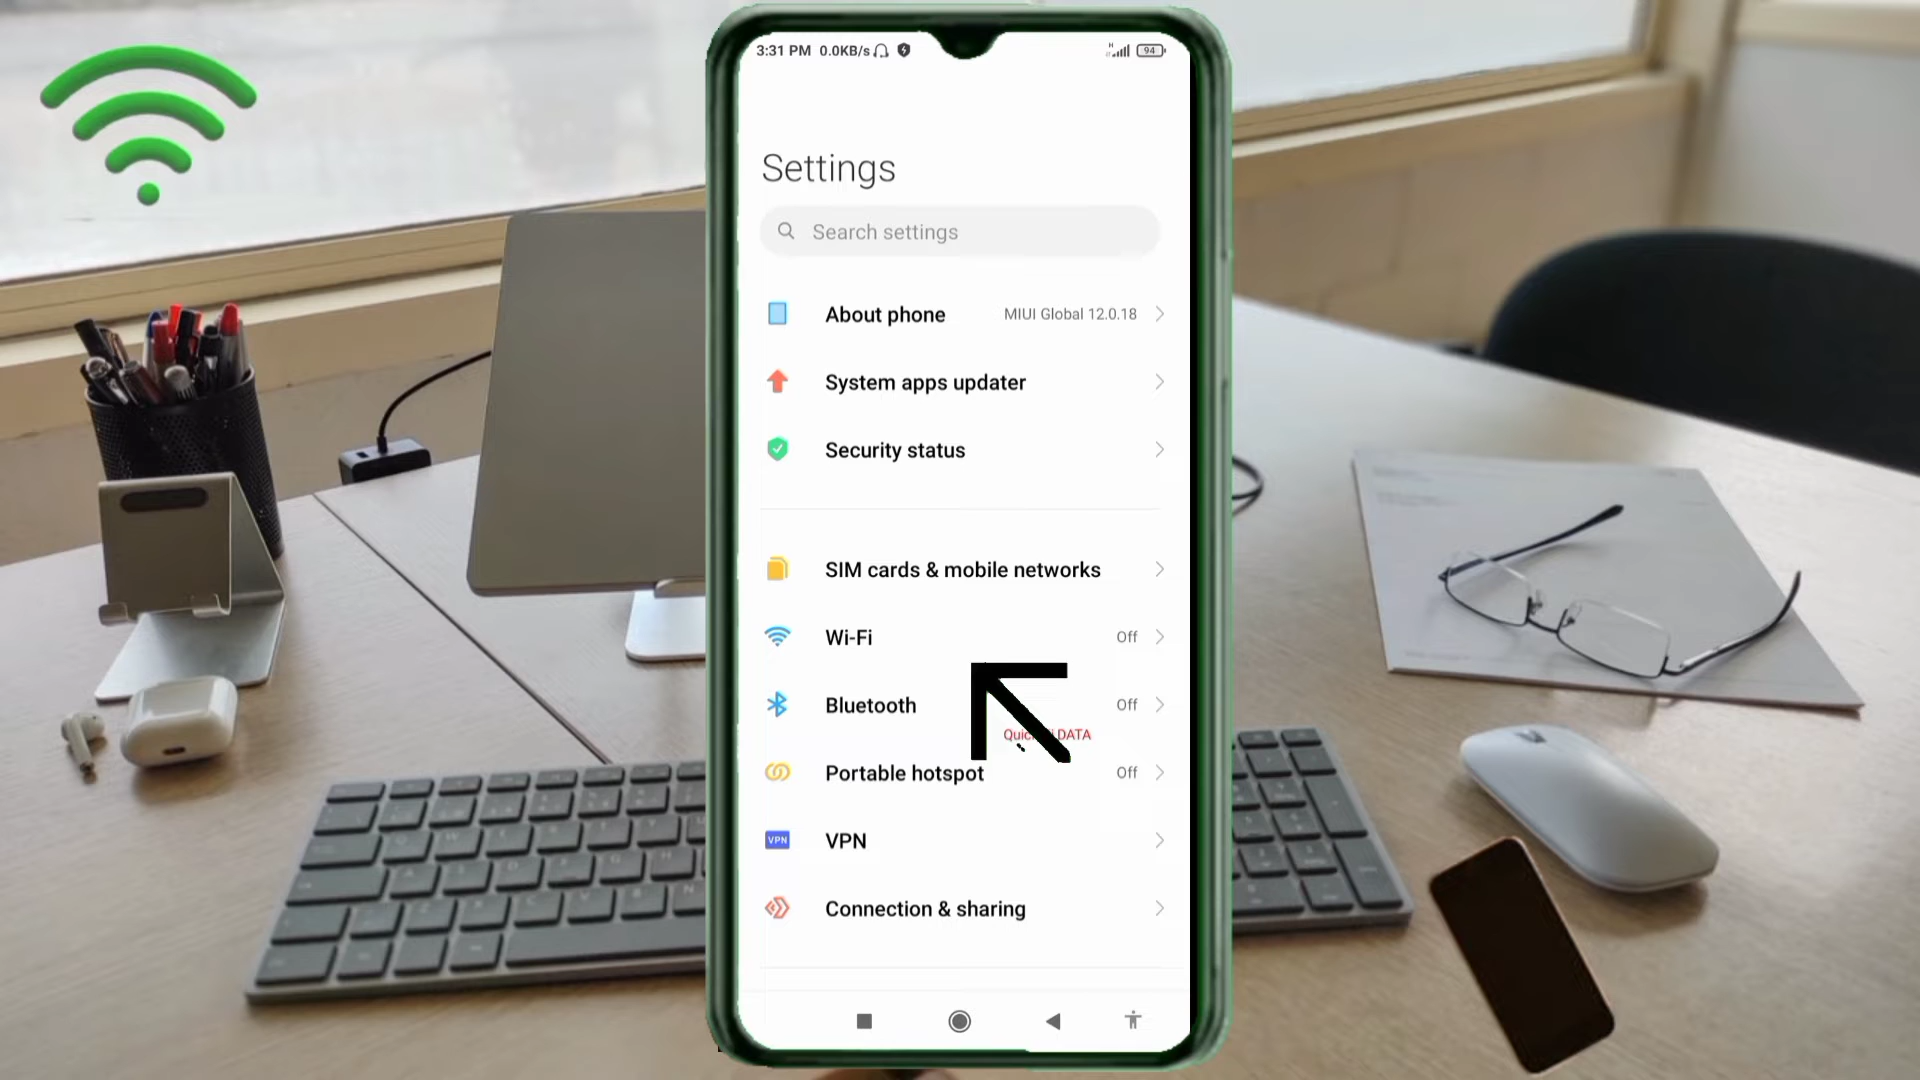 3:31 PM 0.0KB/s
H
94
Settings
Search settings
About phone MIUI Global 12.0.18
System apps updater
Security status
SIM cards & mobile networks
Wi-Fi Off
Bluetooth Off
DATA
Portable hotspot Off
VPN VPN
Connection & sharing